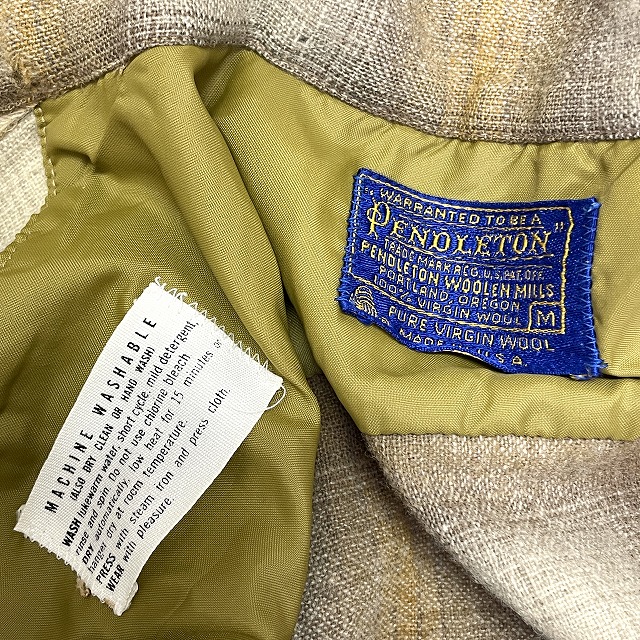 "WARRANTED TO BE A
PENDLETON"
TRADE MARK REG. U.S. PAT. OFF.
PENDLETON WOOLEN MILLS
PORTLAND, OREGON
100% VIRGIN WOOL
M
PURE VIRGIN WOOL
MADE IN U.S.A.
MACHINE WASHABLE
(ALSO DRY CLEAN OR HAND WASH)
WASH lukewarm water, short cycle, mild detergent,
rinse and spin. Do not use chlorine bleach
DRY automatically, low heat for 15 minutes or
hanger dry at room temperature.
PRESS with steam iron and press cloth.
WEAR with pleasure.